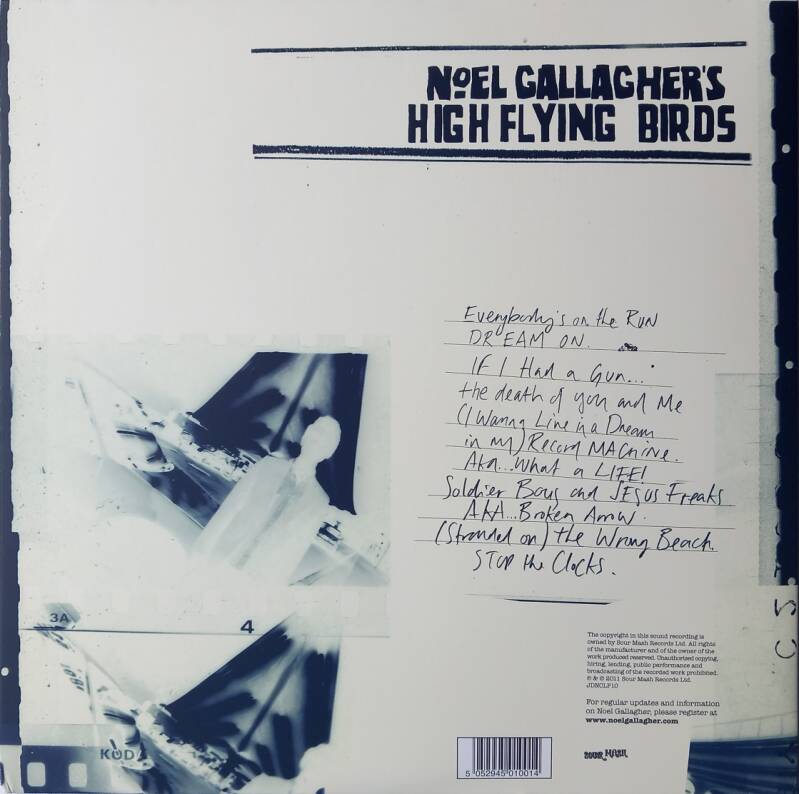 NOEL GALLAGHER'S
HIGH FLYING BIRDS
Everybody's on the RUN
DREAM ON.
IF I Had a Gun...
the death of you and Me
(I Wanna Live in a Dream
in my) Record MACHINE.
AKA...What a LIFE!
Soldier Boys and JESUS Freaks
AKA...Broken Arrow.
(Stranded on) the Wrong Beach.
STOP the Clocks.
3A
4
KOD
The copyright in this sound recording is
owned by Sour Mash Records Ltd. All rights
of the manufacturer and of the owner of the
work produced reserved. Unauthorised copying,
hiring, lending, public performance and
broadcasting of the recorded work prohibited.
℗ & © 2011 Sour Mash Records Ltd.
JDNCLP10
For regular updates and information
on Noel Gallagher, please register at
www.noelgallagher.com
5 052945 010014
SOUR MASH